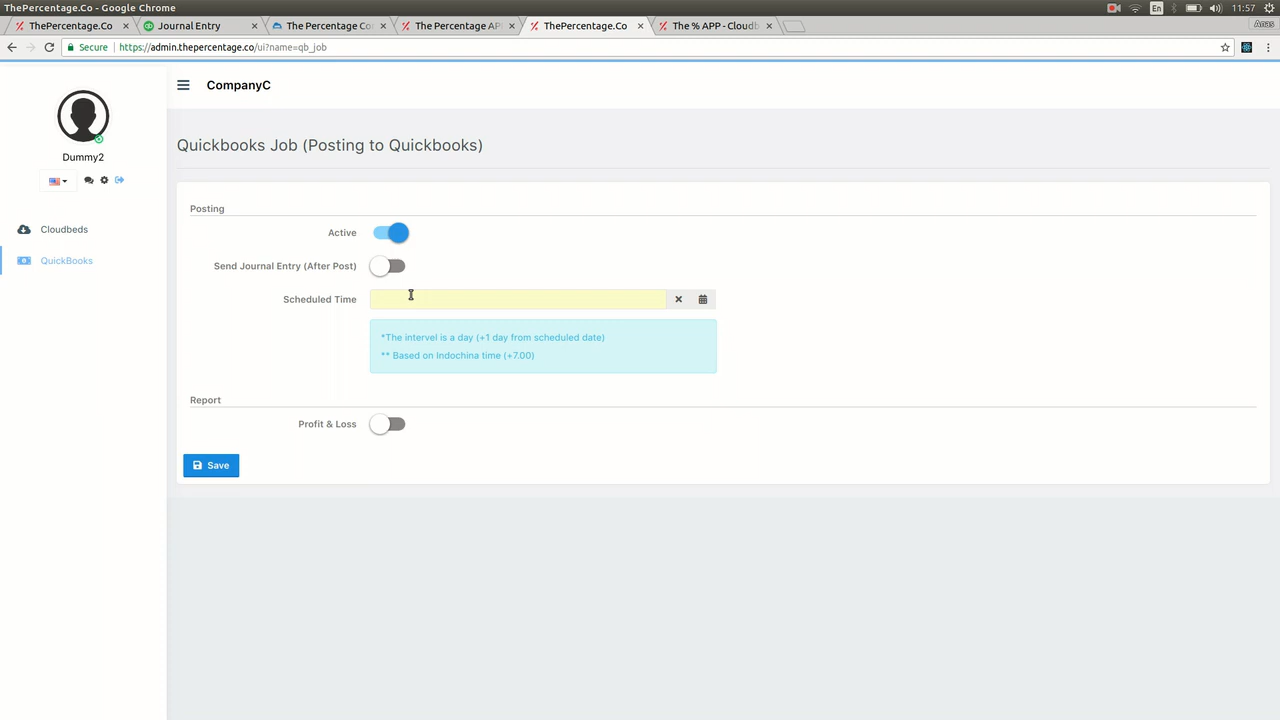 ThePercentage.Co - Google Chrome
11:57
ThePercentage.Co
Journal Entry
The Percentage Co
The Percentage AP
ThePercentage.Co
The % APP - Cloudb
Anas
Secure
https://admin.thepercentage.co/ui?name=qb_job
En
CompanyC
Dummy2
Cloudbeds
QuickBooks
Quickbooks Job (Posting to Quickbooks)
Posting
Active
Send Journal Entry (After Post)
Scheduled Time
*The intervel is a day (+1 day from scheduled date)
** Based on Indochina time (+7.00)
Report
Profit & Loss
Save